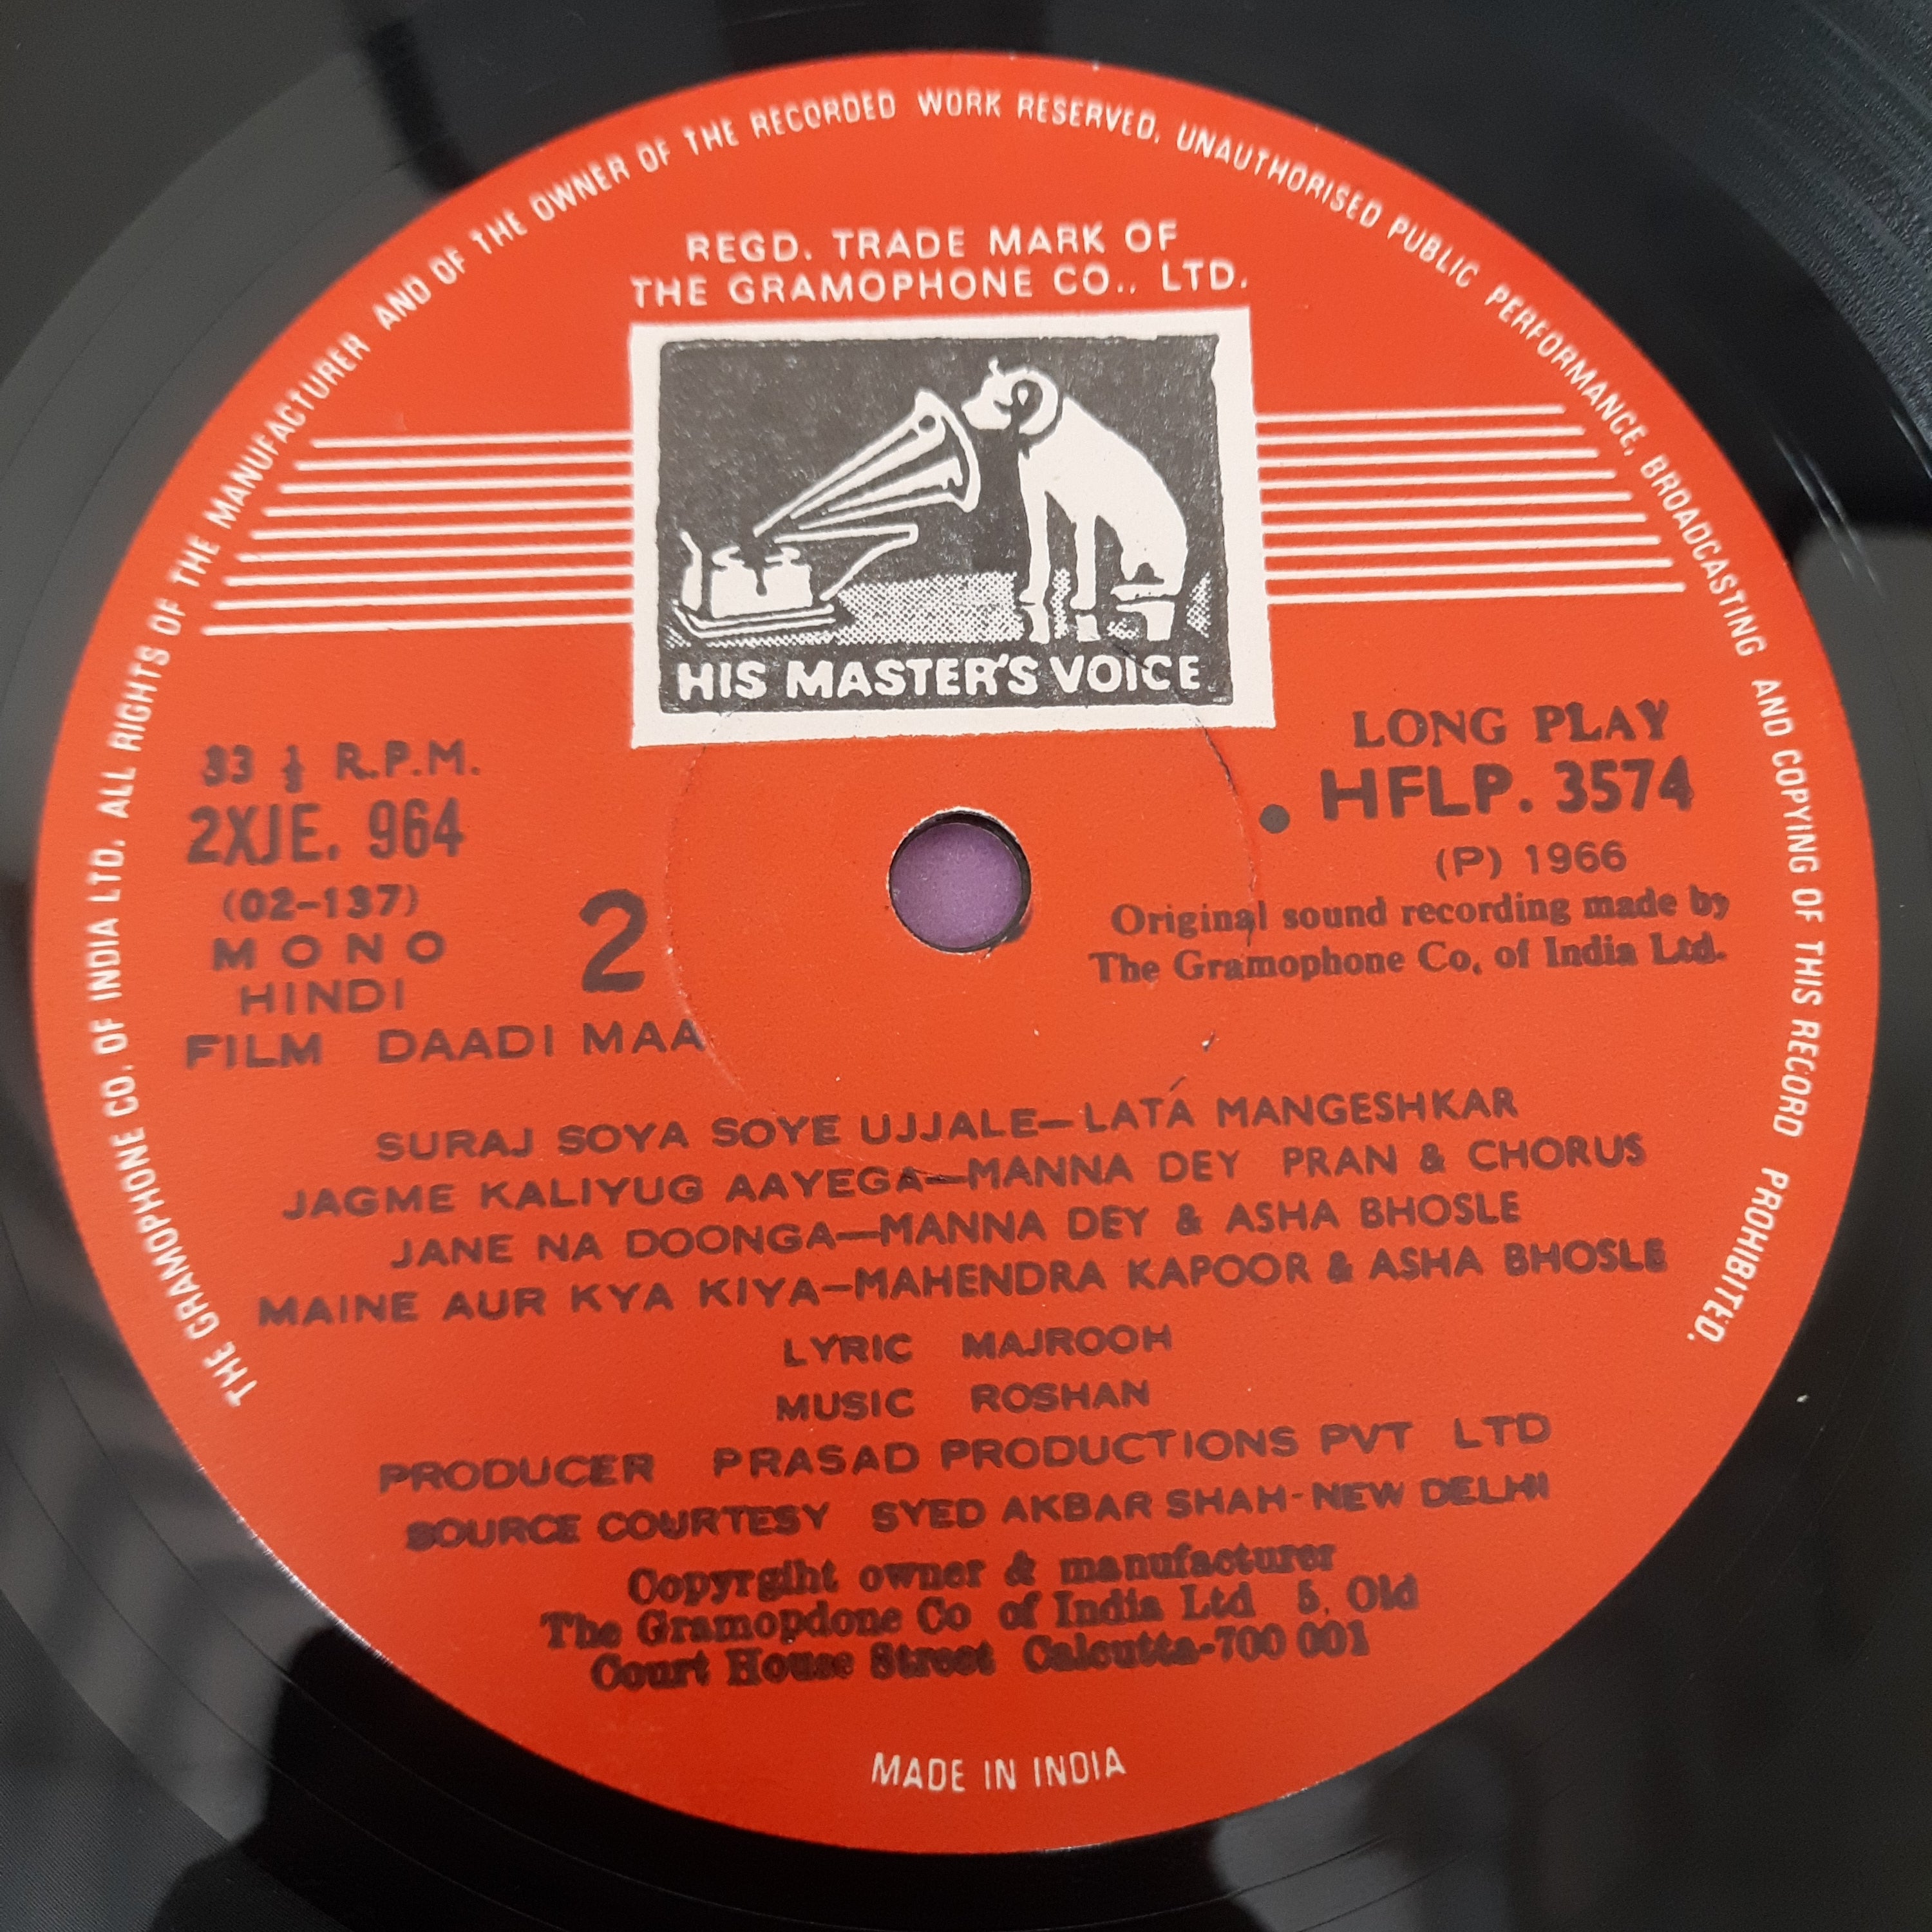 THE GRAMOPHONE CO. OF INDIA LTD. ALL RIGHTS OF THE MANUFACTURER AND OF THE OWNER OF THE RECORDED WORK RESERVED. UNAUTHORISED PUBLIC PERFORMANCE, BROADCASTING AND COPYING OF THIS RECORD PROHIBITED.
REGD. TRADE MARK OF
THE GRAMOPHONE CO., LTD.
HIS MASTER'S VOICE
33 ⅓ R.P.M.
2XJE. 964
(02-137)
MONO
HINDI
2
LONG PLAY
HFLP. 3574
(P) 1966
Original sound recording made by
The Gramophone Co. of India Ltd.
FILM DAADI MAA
SURAJ SOYA SOYE UJJALE—LATA MANGESHKAR
JAGME KALIYUG AAYEGA—MANNA DEY PRAN & CHORUS
JANE NA DOONGA—MANNA DEY & ASHA BHOSLE
MAINE AUR KYA KIYA—MAHENDRA KAPOOR & ASHA BHOSLE
LYRIC MAJROOH
MUSIC ROSHAN
PRODUCER PRASAD PRODUCTIONS PVT LTD
SOURCE COURTESY SYED AKBAR SHAH-NEW DELHI
Copyrgiht owner & manufacturer
The Gramopdone Co of India Ltd 5, Old
Court House Street Calcutta-700 001
MADE IN INDIA